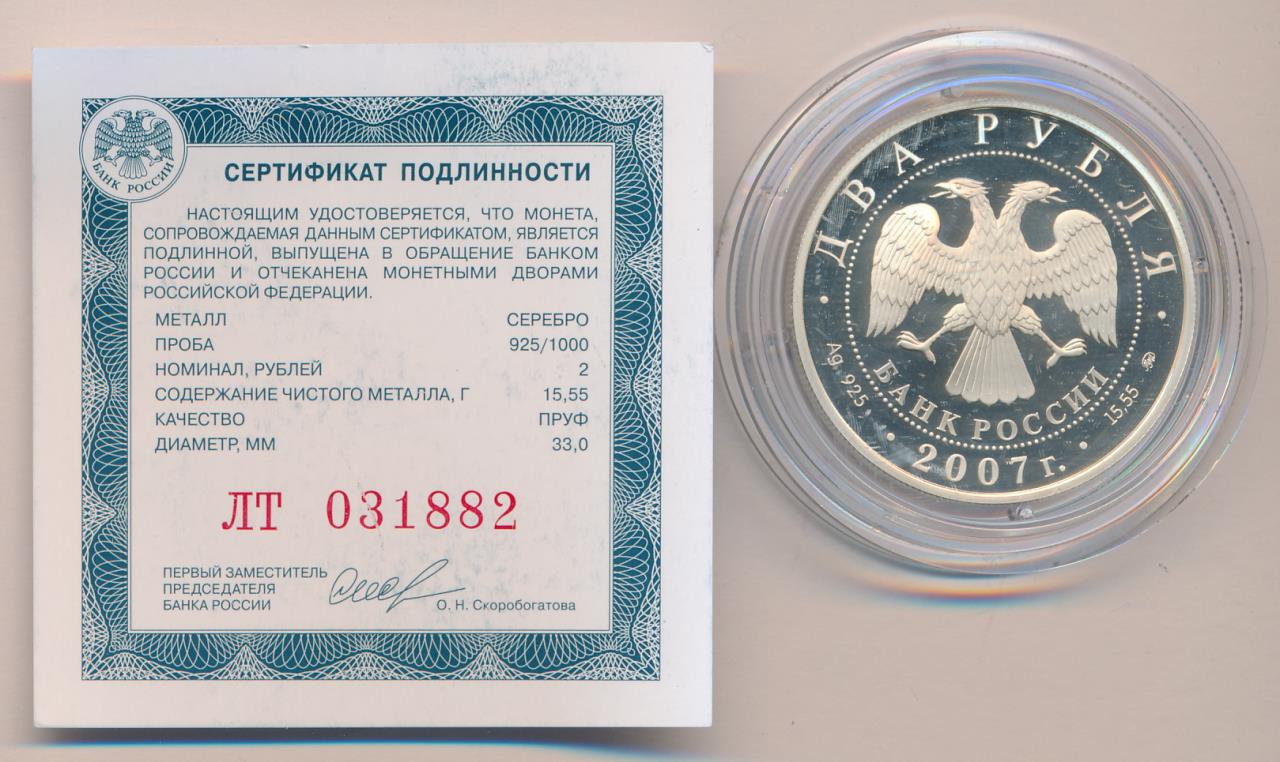 БАНК РОССИИ
СЕРТИФИКАТ ПОДЛИННОСТИ
НАСТОЯЩИМ УДОСТОВЕРЯЕТСЯ, ЧТО МОНЕТА,
СОПРОВОЖДАЕМАЯ ДАННЫМ СЕРТИФИКАТОМ, ЯВЛЯЕТСЯ
ПОДЛИННОЙ, ВЫПУЩЕНА В ОБРАЩЕНИЕ БАНКОМ
РОССИИ И ОТЧЕКАНЕНА МОНЕТНЫМИ ДВОРАМИ
РОССИЙСКОЙ ФЕДЕРАЦИИ.
МЕТАЛЛ СЕРЕБРО
ПРОБА 925/1000
НОМИНАЛ, РУБЛЕЙ 2
СОДЕРЖАНИЕ ЧИСТОГО МЕТАЛЛА, Г 15,55
КАЧЕСТВО ПРУФ
ДИАМЕТР, ММ 33,0
ЛТ 031882
ПЕРВЫЙ ЗАМЕСТИТЕЛЬ
ПРЕДСЕДАТЕЛЯ
БАНКА РОССИИ
О. Н. Скоробогатова
ДВА РУБЛЯ
Ag 925
БАНК РОССИИ
15,55
2007 г.